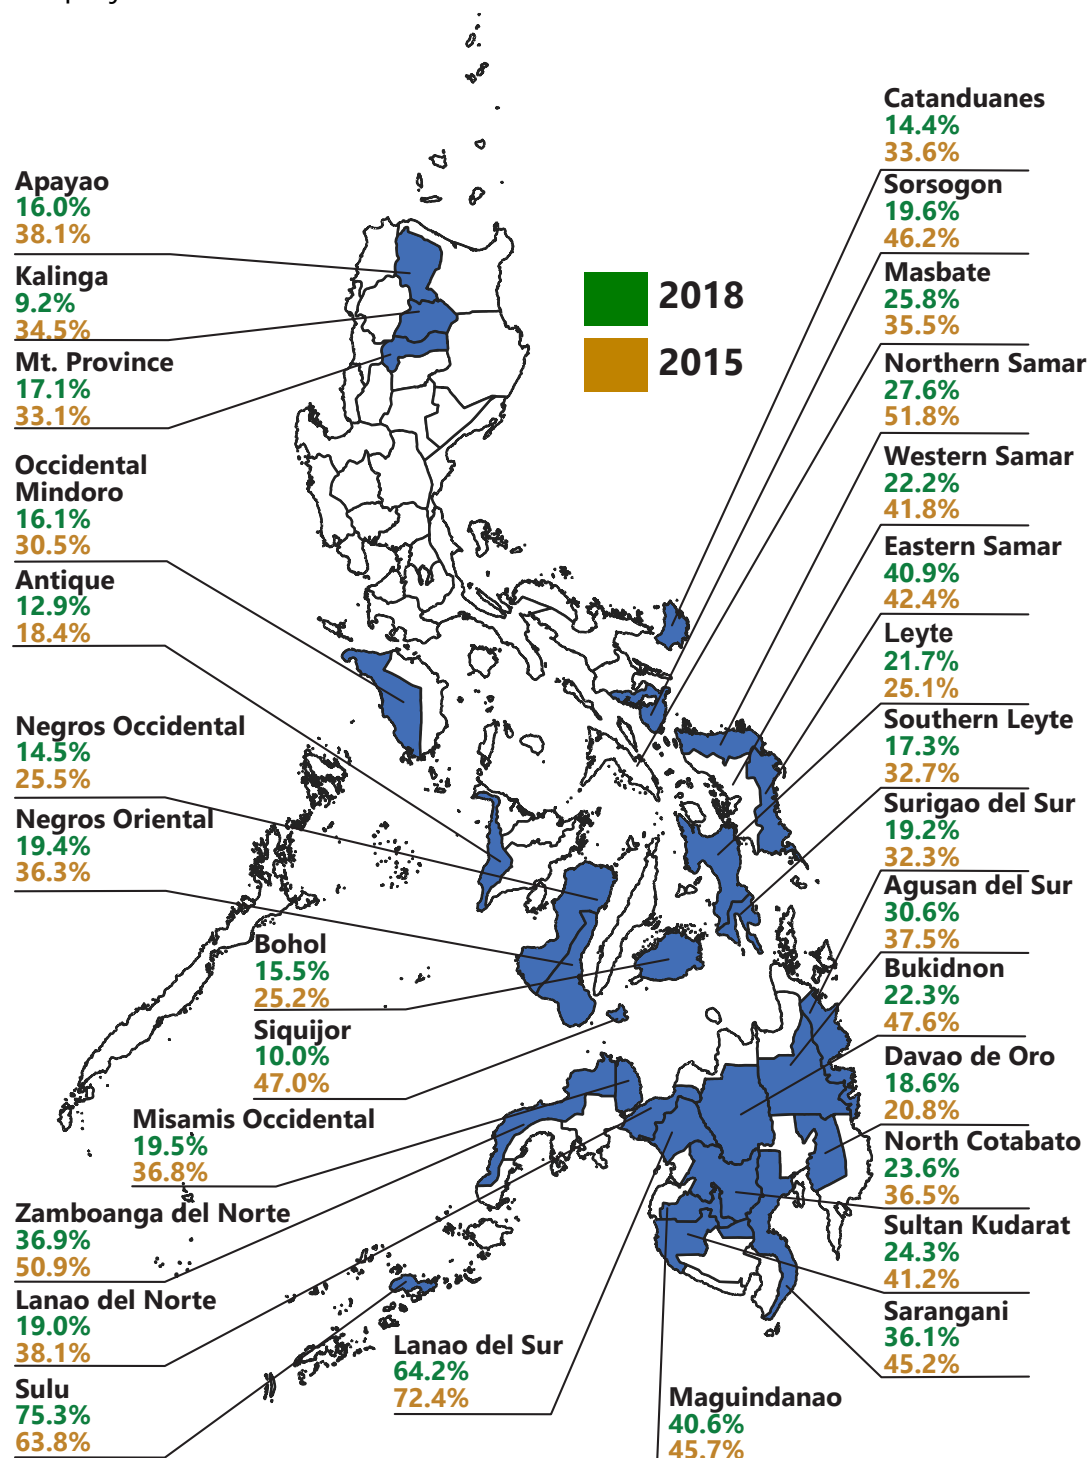 Apayao
16.0%
38.1%
Kalinga
9.2%
34.5%
Mt. Province
17.1%
33.1%
Occidental
Mindoro
16.1%
30.5%
Antique
12.9%
18.4%
Negros Occidental
14.5%
25.5%
Negros Oriental
19.4%
36.3%
Bohol
15.5%
25.2%
Siquijor
10.0%
47.0%
Misamis Occidental
19.5%
36.8%
Zamboanga del Norte
36.9%
50.9%
Lanao del Norte
19.0%
38.1%
Sulu
75.3%
63.8%
Lanao del Sur
64.2%
72.4%
Maguindanao
40.6%
45.7%
2018
2015
Catanduanes
14.4%
33.6%
Sorsogon
19.6%
46.2%
Masbate
25.8%
35.5%
Northern Samar
27.6%
51.8%
Western Samar
22.2%
41.8%
Eastern Samar
40.9%
42.4%
Leyte
21.7%
25.1%
Southern Leyte
17.3%
32.7%
Surigao del Sur
19.2%
32.3%
Agusan del Sur
30.6%
37.5%
Bukidnon
22.3%
47.6%
Davao de Oro
18.6%
20.8%
North Cotabato
23.6%
36.5%
Sultan Kudarat
24.3%
41.2%
Sarangani
36.1%
45.2%